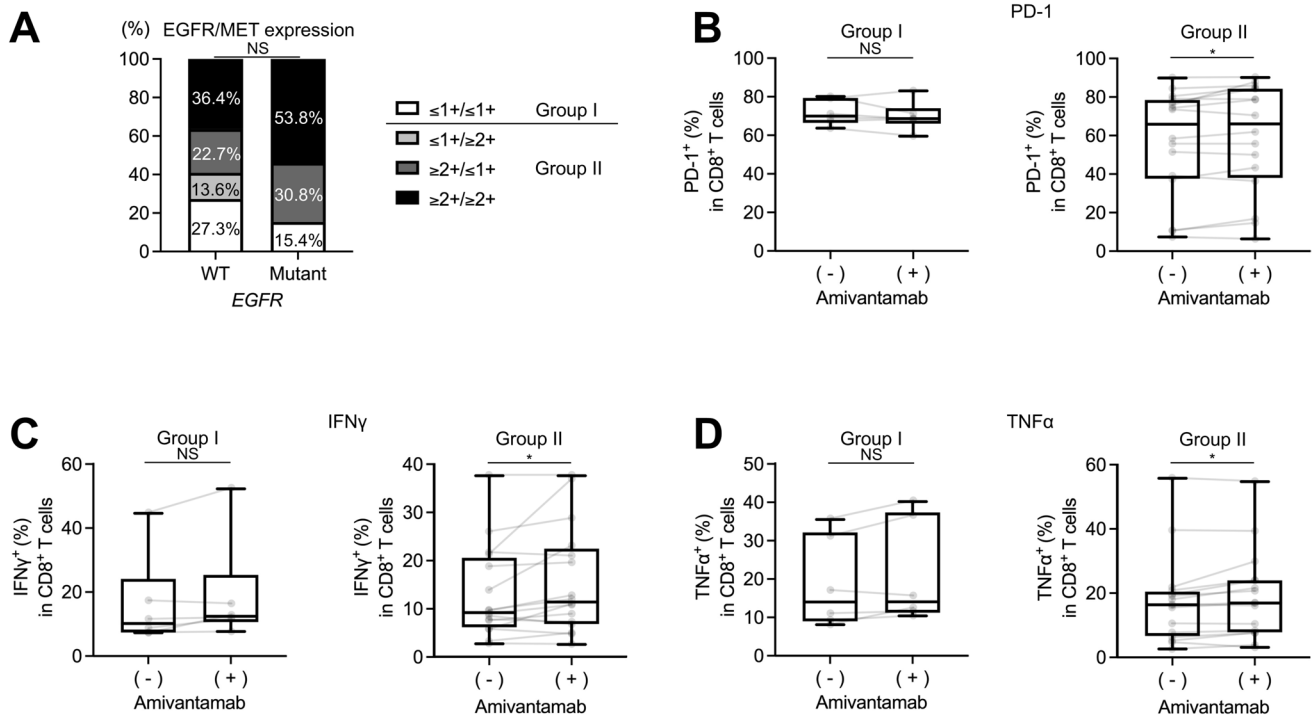 A
(%) EGFR/MET expression
NS
100
80
60
40
20
0
36.4%
22.7%
13.6%
27.3%
53.8%
30.8%
15.4%
WT Mutant
EGFR
≤1+/≤1+ Group I
≤1+/≥2+
≥2+/≤1+ Group II
≥2+/≥2+
B
PD-1
Group I
NS
PD-1⁺ (%)
in CD8⁺ T cells
100
80
60
40
20
0
( - ) ( + )
Amivantamab
Group II
*
PD-1⁺ (%)
in CD8⁺ T cells
100
80
60
40
20
0
( - ) ( + )
Amivantamab
C
IFNγ
Group I
NS
IFNγ⁺ (%)
in CD8⁺ T cells
60
40
20
0
( - ) ( + )
Amivantamab
Group II
*
IFNγ⁺ (%)
in CD8⁺ T cells
40
30
20
10
0
( - ) ( + )
Amivantamab
D
TNFα
Group I
NS
TNFα⁺ (%)
in CD8⁺ T cells
50
40
30
20
10
0
( - ) ( + )
Amivantamab
Group II
*
TNFα⁺ (%)
in CD8⁺ T cells
60
40
20
0
( - ) ( + )
Amivantamab